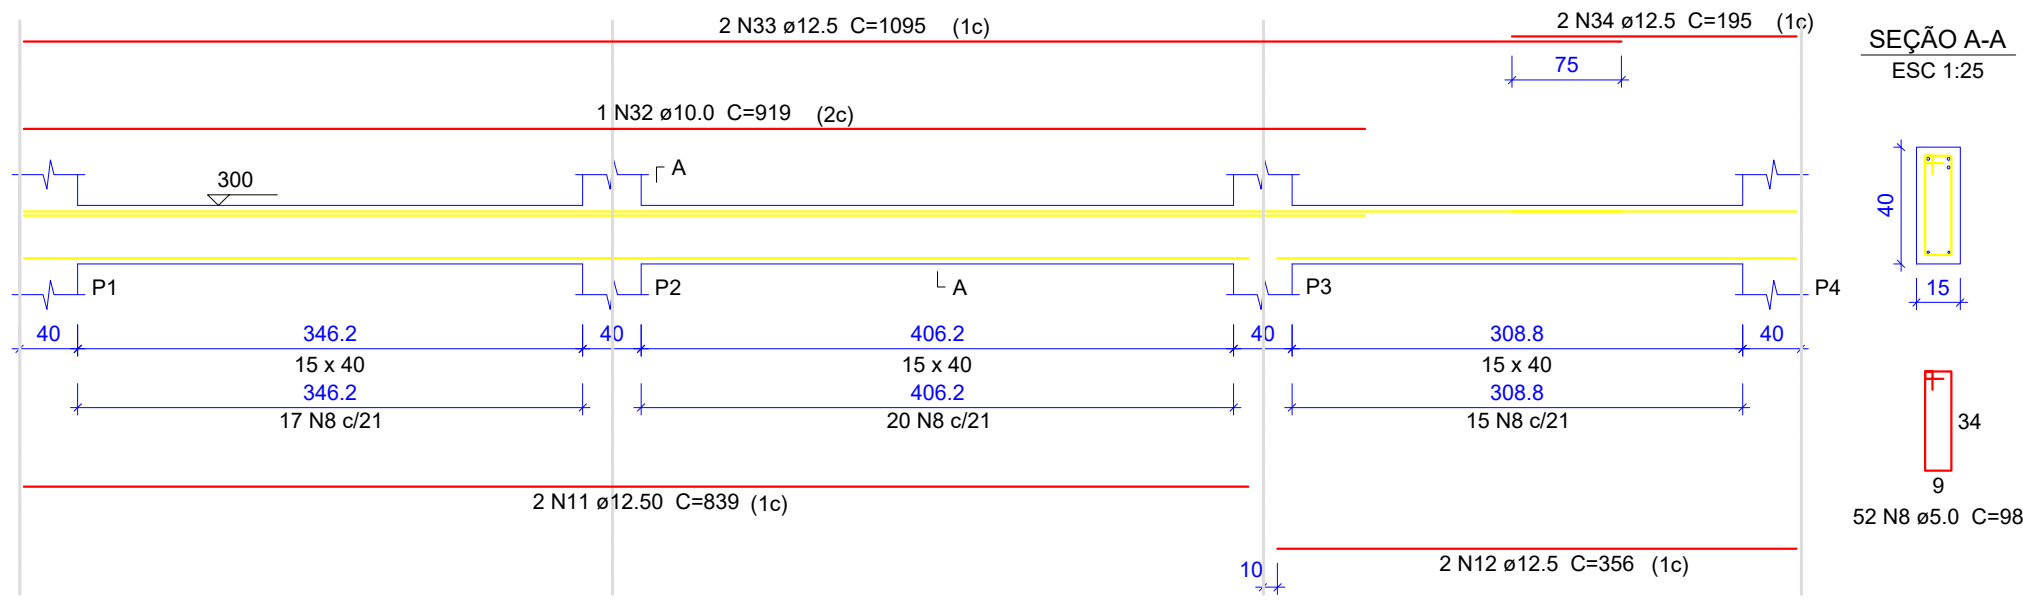 2 N33 ø12.5 C=1095 (1c)
2 N34 ø12.5 C=195 (1c)
75
1 N32 ø10.0 C=919 (2c)
300
A
P1
P2
A
P3
P4
40
346.2
40
406.2
40
308.8
40
15 x 40
15 x 40
15 x 40
346.2
406.2
308.8
17 N8 c/21
20 N8 c/21
15 N8 c/21
2 N11 ø12.50 C=839 (1c)
10
2 N12 ø12.5 C=356 (1c)
SEÇÃO A-A
ESC 1:25
40
15
34
9
52 N8 ø5.0 C=98